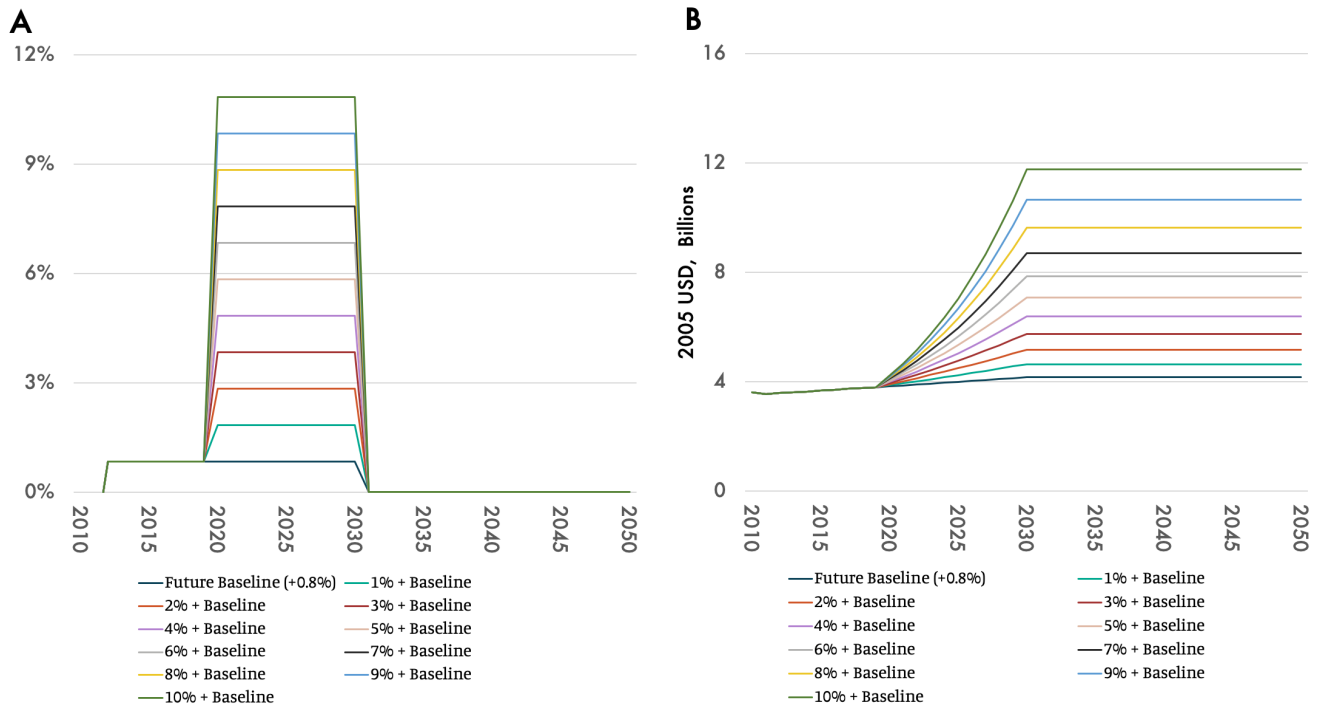 A
12%
9%
6%
3%
0%
2010
2015
2020
2025
2030
2035
2040
2045
2050
Future Baseline (+0.8%)
1% + Baseline
2% + Baseline
3% + Baseline
4% + Baseline
5% + Baseline
6% + Baseline
7% + Baseline
8% + Baseline
9% + Baseline
10% + Baseline
B
2005 USD, Billions
16
12
8
4
0
2010
2015
2020
2025
2030
2035
2040
2045
2050
Future Baseline (+0.8%)
1% + Baseline
2% + Baseline
3% + Baseline
4% + Baseline
5% + Baseline
6% + Baseline
7% + Baseline
8% + Baseline
9% + Baseline
10% + Baseline